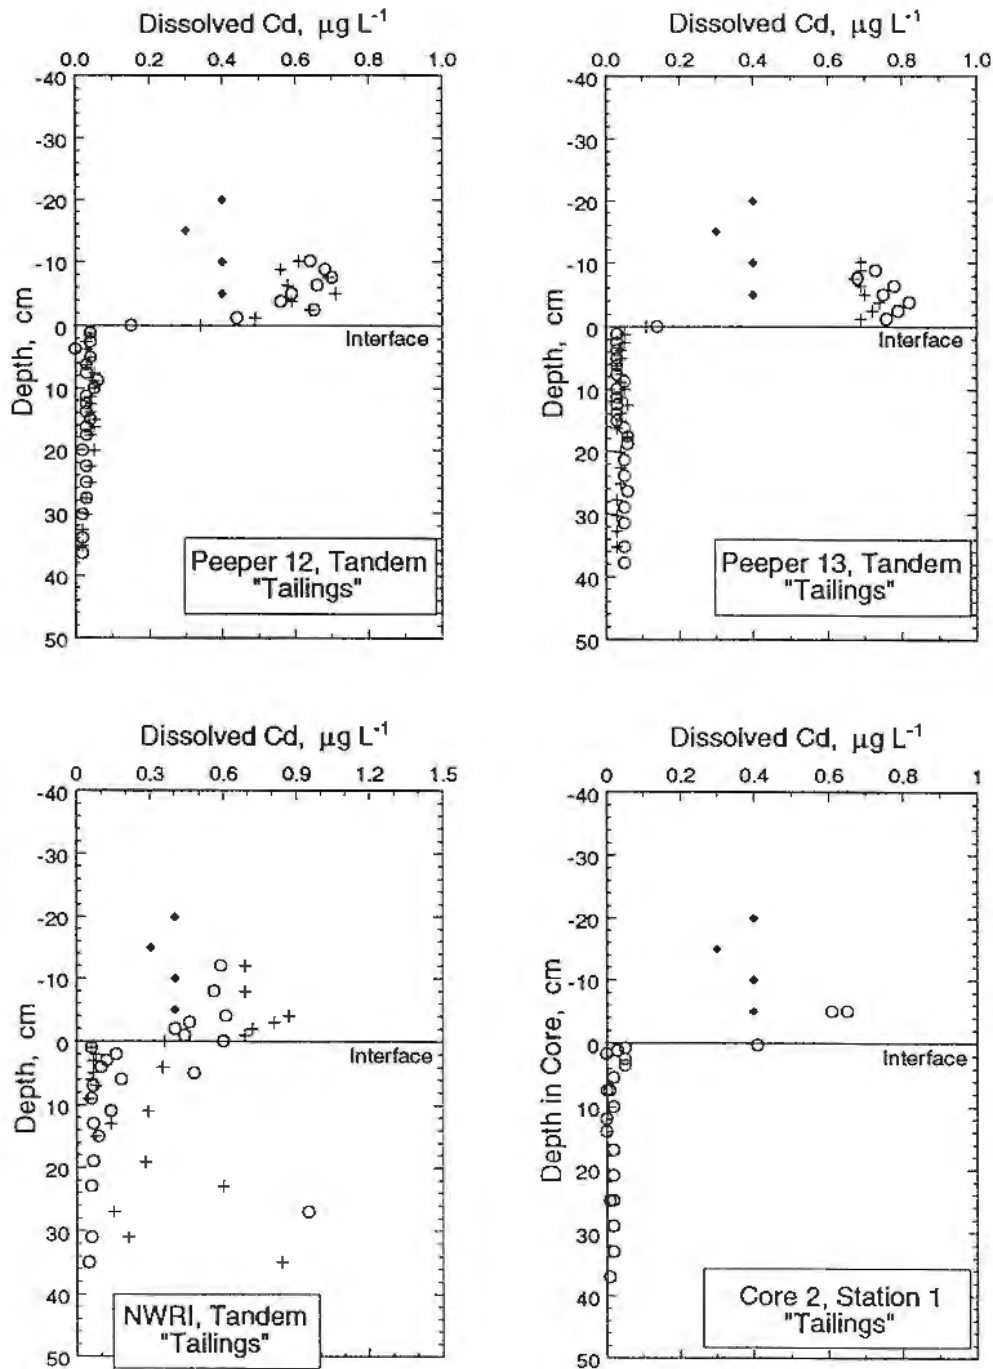 Dissolved Cd, μg L⁻¹
0 0.2 0.4 0.6 0.8 1.0
-40
-30
-20
-10
0
10
20
30
40
50
Depth, cm
Interface
Peeper 12, Tandem
"Tailings"
Dissolved Cd, μg L⁻¹
0 0.2 0.4 0.6 0.8 1.0
-40
-30
-20
-10
0
10
20
30
40
50
Depth, cm
Interface
Peeper 13, Tandem
"Tailings"
Dissolved Cd, μg L⁻¹
0 0.3 0.6 0.9 1.2 1.5
-40
-30
-20
-10
0
10
20
30
40
50
Depth, cm
Interface
NWRI, Tandem
"Tailings"
Dissolved Cd, μg L⁻¹
0 0.2 0.4 0.6 0.8 1
-40
-30
-20
-10
0
10
20
30
40
50
Depth in Core, cm
Interface
Core 2, Station 1
"Tailings"